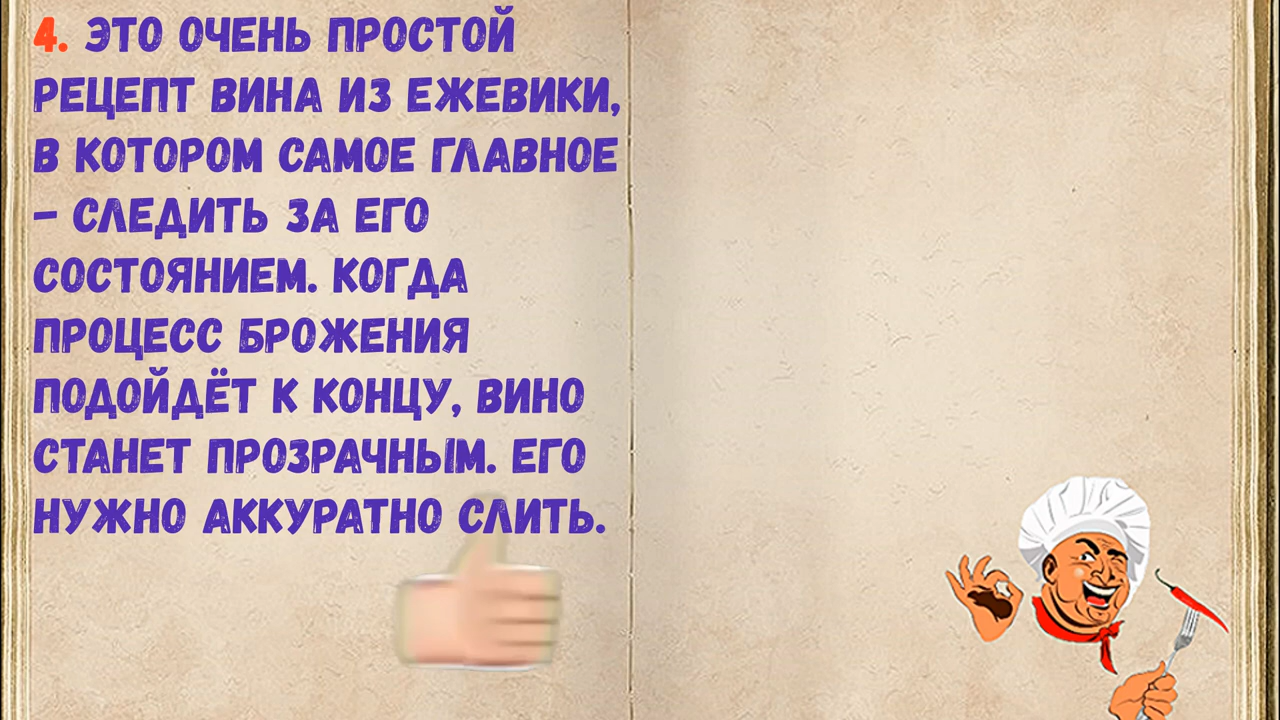 4. ЭТО ОЧЕНЬ ПРОСТОЙ
РЕЦЕПТ ВИНА ИЗ ЕЖЕВИКИ,
В КОТОРОМ САМОЕ ГЛАВНОЕ
– СЛЕДИТЬ ЗА ЕГО
СОСТОЯНИЕМ. КОГДА
ПРОЦЕСС БРОЖЕНИЯ
ПОДОЙДЁТ К КОНЦУ, ВИНО
СТАНЕТ ПРОЗРАЧНЫМ. ЕГО
НУЖНО АККУРАТНО СЛИТЬ.